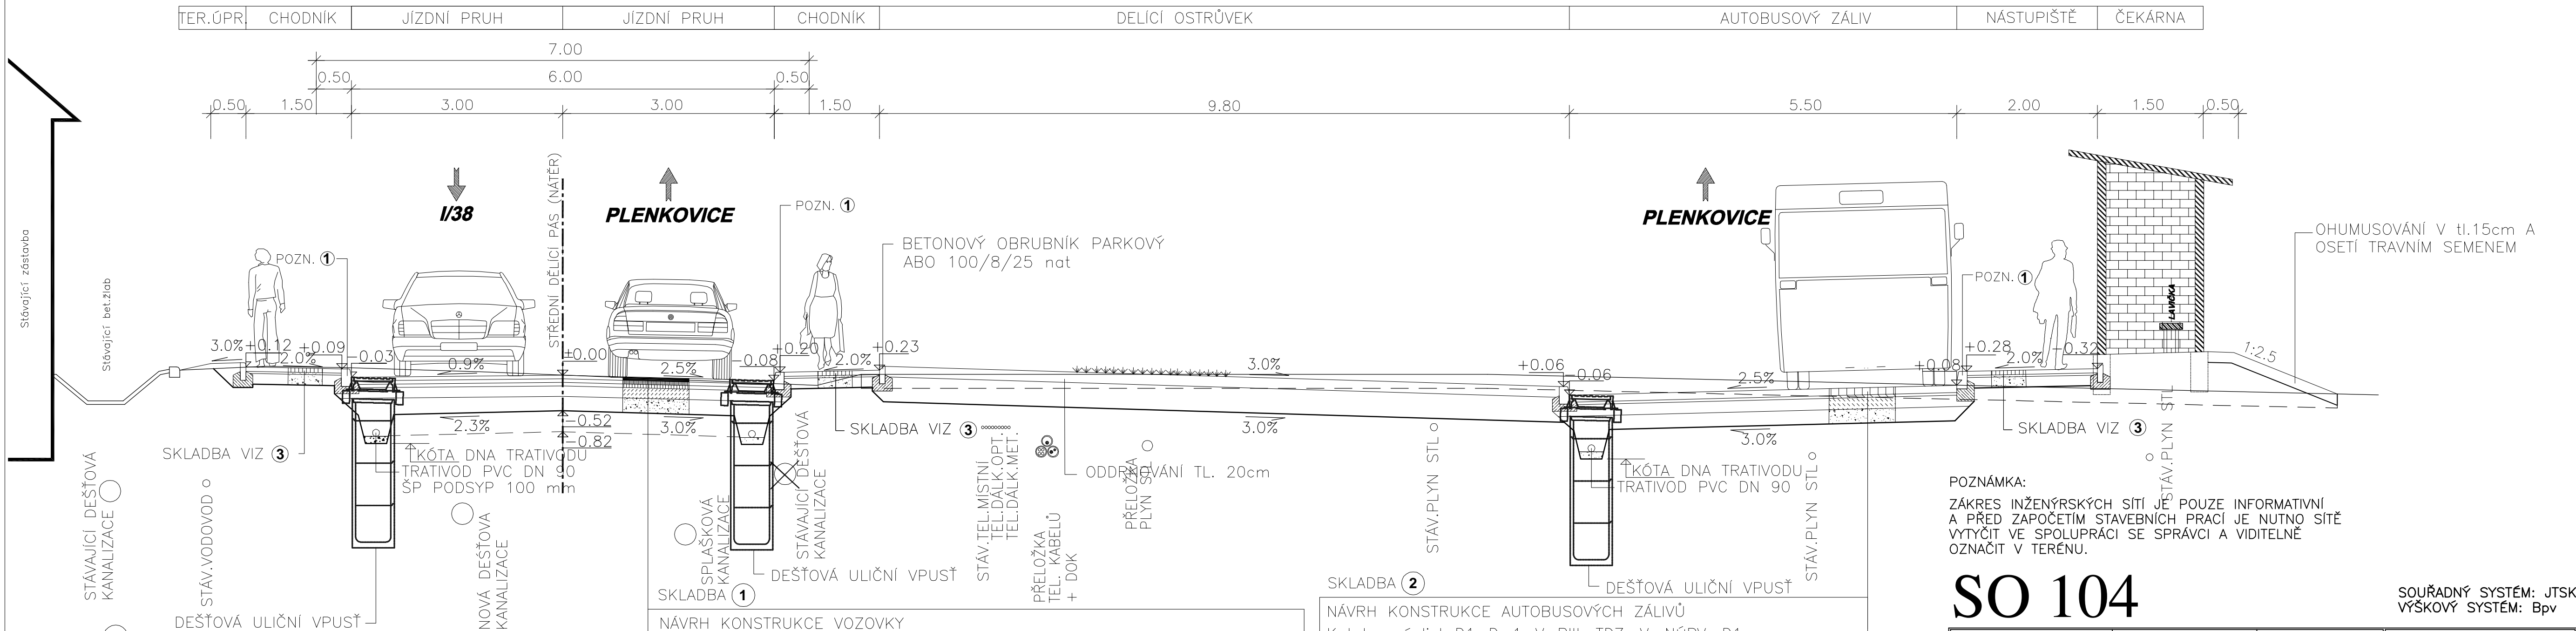 TER.ÚPR. CHODNÍK JÍZDNÍ PRUH JÍZDNÍ PRUH CHODNÍK DELÍCÍ OSTRŮVEK AUTOBUSOVÝ ZÁLIV NÁSTUPIŠTĚ ČEKÁRNA
7.00
0.50 6.00 0.50
0.50 1.50 3.00 3.00 1.50 9.80 5.50 2.00 1.50 0.50
Stávající zástavba
Stávající bet.žlab
STŘEDNÍ DĚLÍCÍ PÁS (NÁTĚR)
I/38
PLENKOVICE
PLENKOVICE
POZN. 1
POZN. 1
POZN. 1
BETONOVÝ OBRUBNÍK PARKOVÝ
ABO 100/8/25 nat
OHUMUSOVÁNÍ V tl.15cm A
OSETÍ TRAVNÍM SEMENEM
LAVIČKA
3.0% +0.12 2.0% +0.09 −0.03 0.9% ±0.00 2.5% −0.08 +0.20 2.0% +0.23 3.0% +0.06 −0.06 2.5% +0.08 +0.28 2.0% −0.32 1:2.5
2.3% −0.52 3.0% 3.0% 3.0%
−0.82
SKLADBA VIZ 3
SKLADBA VIZ 3
SKLADBA VIZ 3
KÓTA DNA TRATIVODU
TRATIVOD PVC DN 90
ŠP PODSYP 100 mm
ODDRNOVÁNÍ TL. 20cm
KÓTA DNA TRATIVODU
TRATIVOD PVC DN 90
STÁVAJÍCÍ DEŠŤOVÁ
KANALIZACE
STÁV.VODOVOD
NOVÁ DEŠŤOVÁ
KANALIZACE
SPLAŠKOVÁ
KANALIZACE
STÁVAJÍCÍ DEŠŤOVÁ
KANALIZACE
STÁV.TEL.MÍSTNÍ
TEL.DÁLK.OPT.
TEL.DÁLK.MET.
PŘELOŽKA
TEL. KABELŮ
+ DOK
PŘELOŽKA
PLYN STL
STÁV.PLYN STL
STÁV.PLYN STL
STÁV.PLYN STL
DEŠŤOVÁ ULIČNÍ VPUSŤ
DEŠŤOVÁ ULIČNÍ VPUSŤ
DEŠŤOVÁ ULIČNÍ VPUSŤ
POZNÁMKA:
ZÁKRES INŽENÝRSKÝCH SÍTÍ JE POUZE INFORMATIVNÍ
A PŘED ZAPOČETÍM STAVEBNÍCH PRACÍ JE NUTNO SÍTĚ
VYTYČIT VE SPOLUPRÁCI SE SPRÁVCI A VIDITELNĚ
OZNAČIT V TERÉNU.
SKLADBA 1
NÁVRH KONSTRUKCE VOZOVKY
SKLADBA 2
NÁVRH KONSTRUKCE AUTOBUSOVÝCH ZÁLIVŮ
SO 104
SOUŘADNÝ SYSTÉM: JTSK
VÝŠKOVÝ SYSTÉM: Bpv